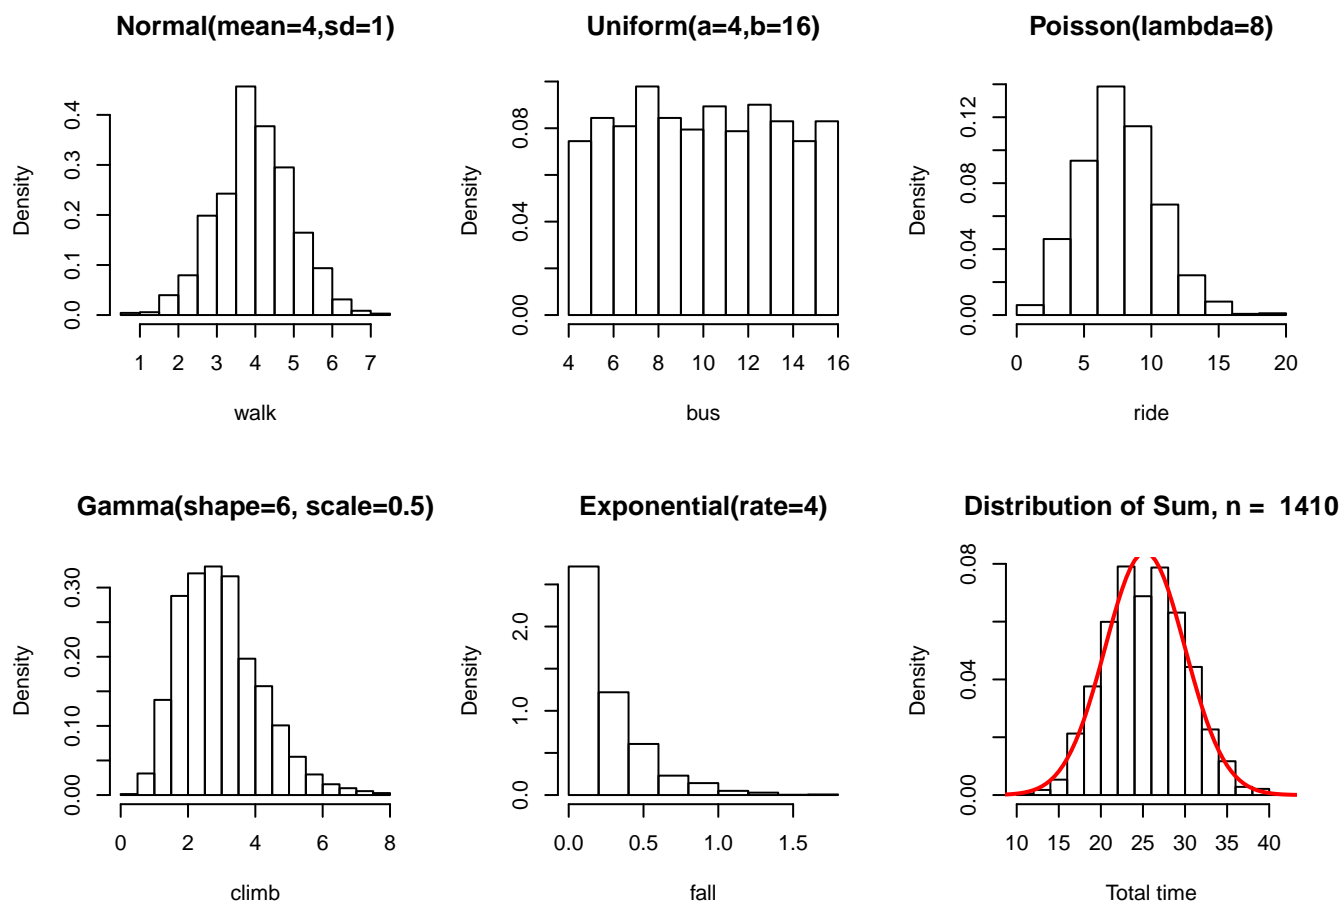 Normal(mean=4,sd=1)
Density
0.0 0.1 0.2 0.3 0.4
1 2 3 4 5 6 7
walk
Uniform(a=4,b=16)
Density
0.00 0.04 0.08
4 6 8 10 12 14 16
bus
Poisson(lambda=8)
Density
0.00 0.04 0.08 0.12
0 5 10 15 20
ride
Gamma(shape=6, scale=0.5)
Density
0.00 0.10 0.20 0.30
0 2 4 6 8
climb
Exponential(rate=4)
Density
0.0 1.0 2.0
0.0 0.5 1.0 1.5
fall
Distribution of Sum, n = 1410
Density
0.00 0.04 0.08
10 15 20 25 30 35 40
Total time